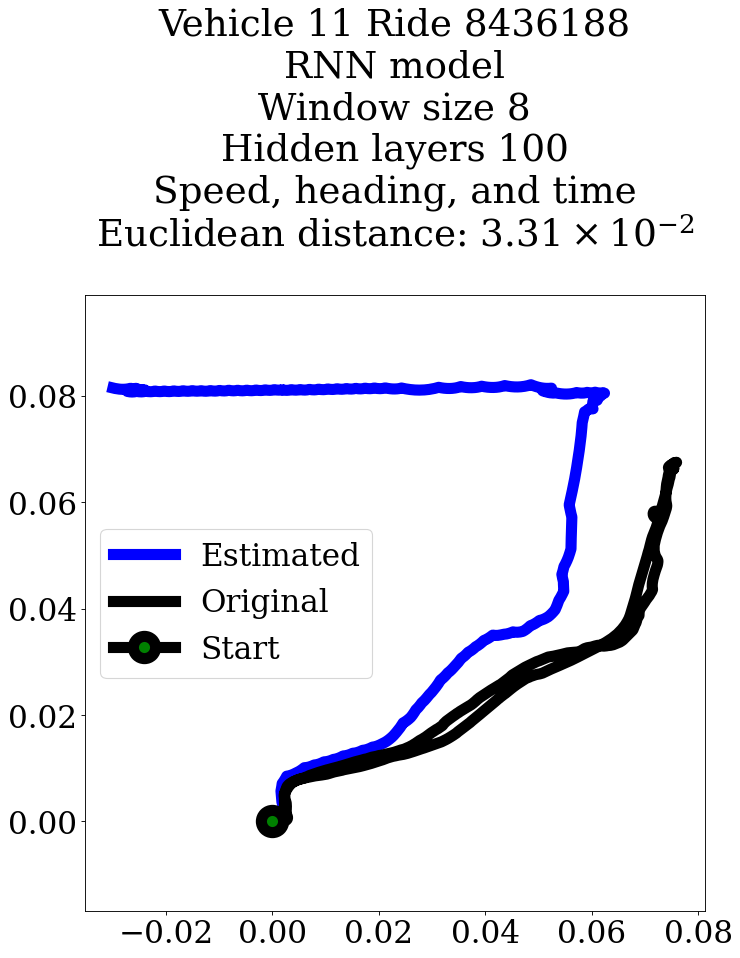 Vehicle 11 Ride 8436188
RNN model
Window size 8
Hidden layers 100
Speed, heading, and time
Euclidean distance: 3.31 × 10⁻²
0.08
0.06
0.04
0.02
0.00
Estimated
Original
Start
−0.02 0.00 0.02 0.04 0.06 0.08